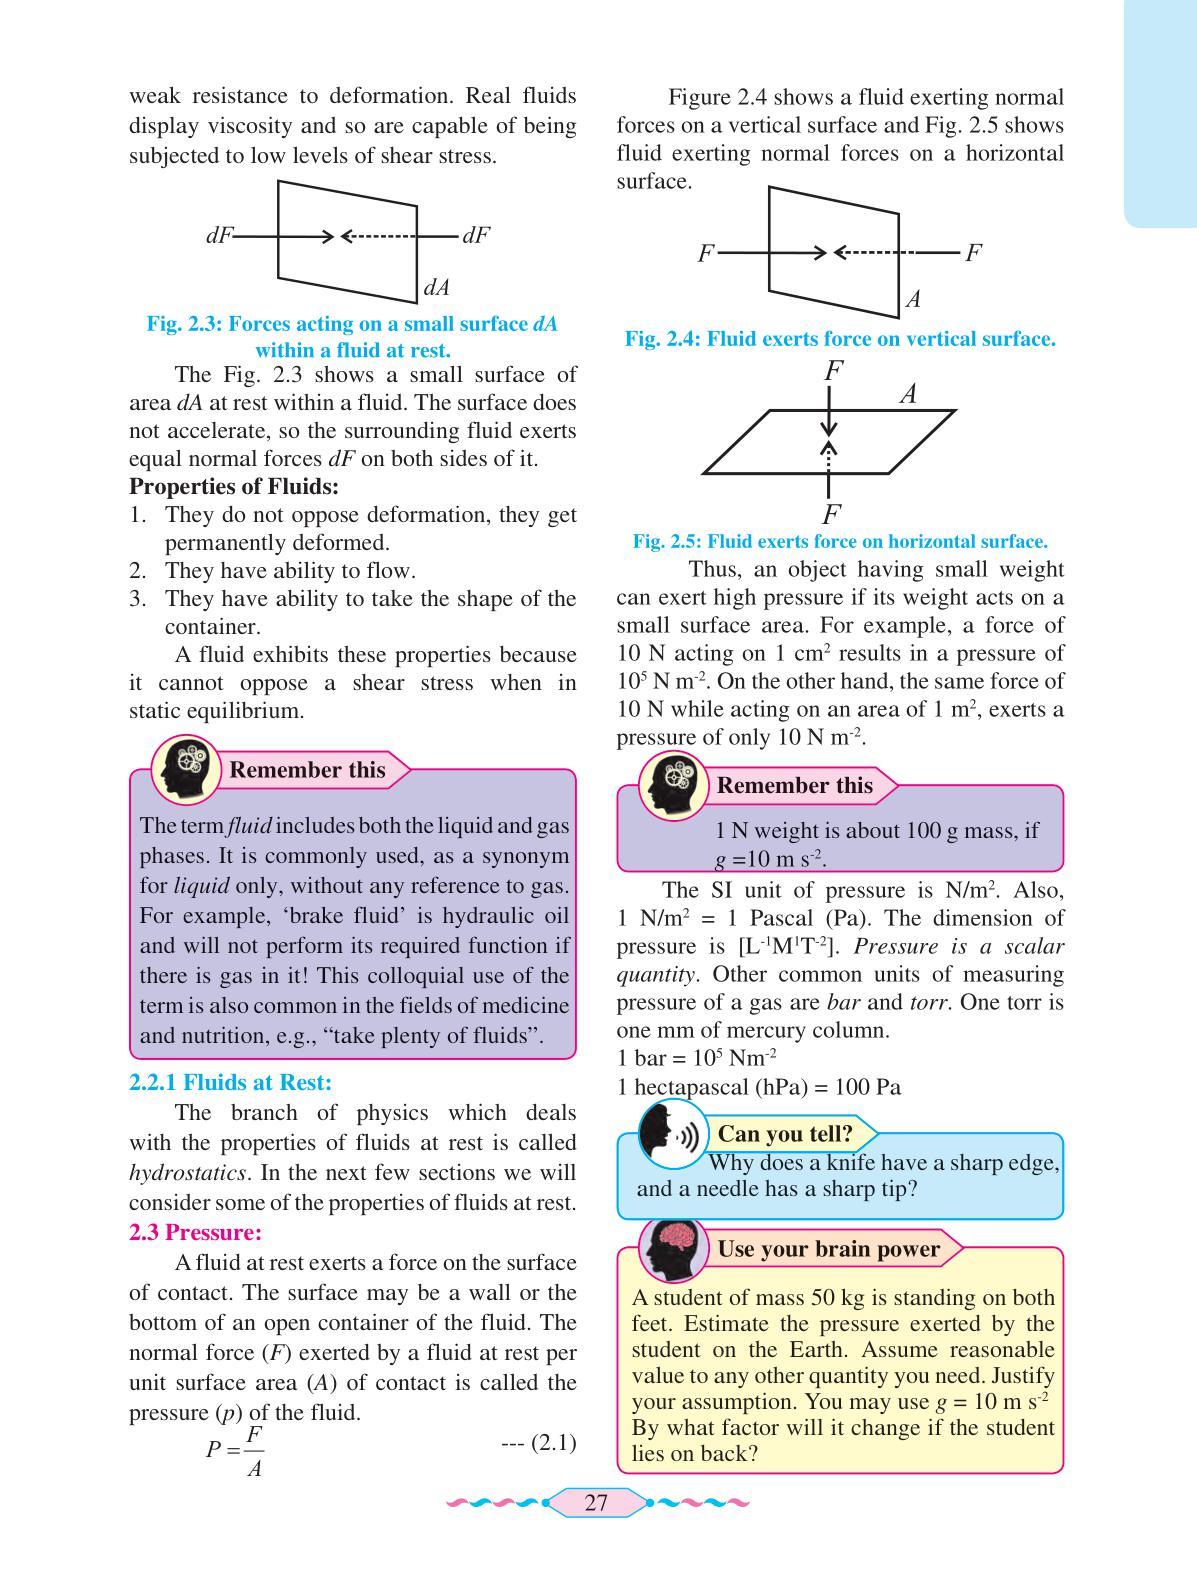 weak resistance to deformation. Real fluids
display viscosity and so are capable of being
subjected to low levels of shear stress.
dF
dF
dA
Fig. 2.3: Forces acting on a small surface dA
within a fluid at rest.
The Fig. 2.3 shows a small surface of
area dA at rest within a fluid. The surface does
not accelerate, so the surrounding fluid exerts
equal normal forces dF on both sides of it.
Properties of Fluids:
1. They do not oppose deformation, they get
permanently deformed.
2. They have ability to flow.
3. They have ability to take the shape of the
container.
A fluid exhibits these properties because
it cannot oppose a shear stress when in
static equilibrium.
Remember this
The term fluid includes both the liquid and gas
phases. It is commonly used, as a synonym
for liquid only, without any reference to gas.
For example, ‘brake fluid’ is hydraulic oil
and will not perform its required function if
there is gas in it! This colloquial use of the
term is also common in the fields of medicine
and nutrition, e.g., “take plenty of fluids”.
2.2.1 Fluids at Rest:
The branch of physics which deals
with the properties of fluids at rest is called
hydrostatics. In the next few sections we will
consider some of the properties of fluids at rest.
2.3 Pressure:
A fluid at rest exerts a force on the surface
of contact. The surface may be a wall or the
bottom of an open container of the fluid. The
normal force (F) exerted by a fluid at rest per
unit surface area (A) of contact is called the
pressure (p) of the fluid.
P = F/A --- (2.1)
Figure 2.4 shows a fluid exerting normal
forces on a vertical surface and Fig. 2.5 shows
fluid exerting normal forces on a horizontal
surface.
F
F
A
Fig. 2.4: Fluid exerts force on vertical surface.
F
A
F
Fig. 2.5: Fluid exerts force on horizontal surface.
Thus, an object having small weight
can exert high pressure if its weight acts on a
small surface area. For example, a force of
10 N acting on 1 cm² results in a pressure of
10⁵ N m⁻². On the other hand, the same force of
10 N while acting on an area of 1 m², exerts a
pressure of only 10 N m⁻².
Remember this
1 N weight is about 100 g mass, if
g =10 m s⁻².
The SI unit of pressure is N/m². Also,
1 N/m² = 1 Pascal (Pa). The dimension of
pressure is [L⁻¹M¹T⁻²]. Pressure is a scalar
quantity. Other common units of measuring
pressure of a gas are bar and torr. One torr is
one mm of mercury column.
1 bar = 10⁵ Nm⁻²
1 hectapascal (hPa) = 100 Pa
Can you tell?
Why does a knife have a sharp edge,
and a needle has a sharp tip?
Use your brain power
A student of mass 50 kg is standing on both
feet. Estimate the pressure exerted by the
student on the Earth. Assume reasonable
value to any other quantity you need. Justify
your assumption. You may use g = 10 m s⁻²
By what factor will it change if the student
lies on back?
27